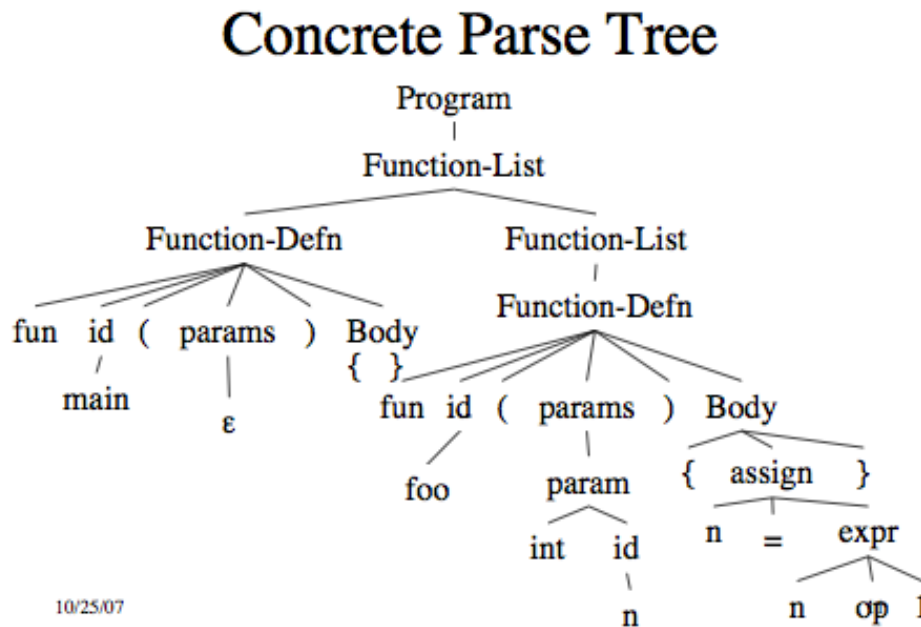 Concrete Parse Tree
Program
Function-List
Function-Defn Function-List
Function-Defn
fun id ( params ) Body
{ }
main
ε
fun id ( params ) Body
foo
param
{ assign }
int id
n = expr
n
n op
10/25/07